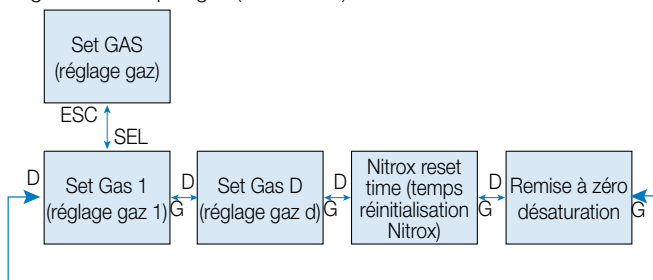 Set GAS
(réglage gaz)
ESC
SEL
D
Set Gas 1
(réglage gaz 1)
D
G
Set Gas D
(réglage gaz d)
D
G
Nitrox reset
time (temps
réinitialisation
Nitrox)
D
G
Remise à zéro
désaturation
G